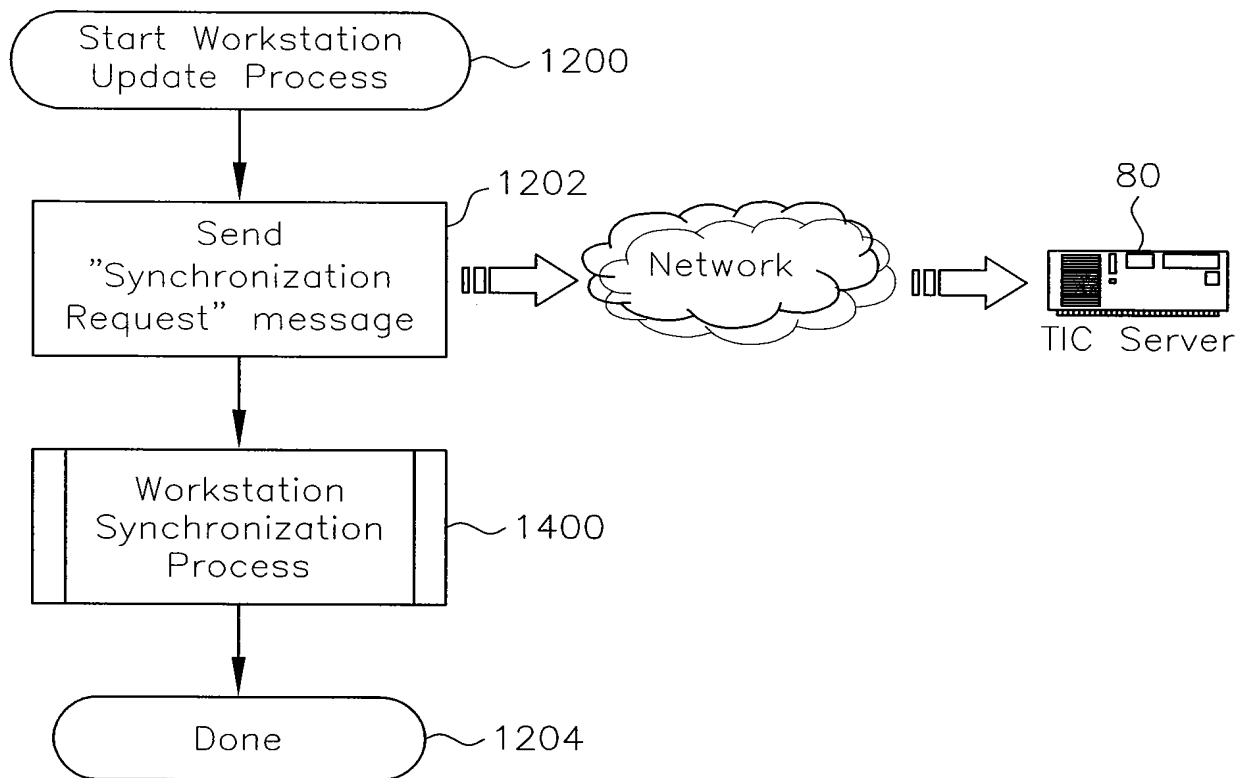 Start Workstation
Update Process
1200
Send
"Synchronization
Request" message
1202
Network
80
TIC Server
Workstation
Synchronization
Process
1400
Done
1204